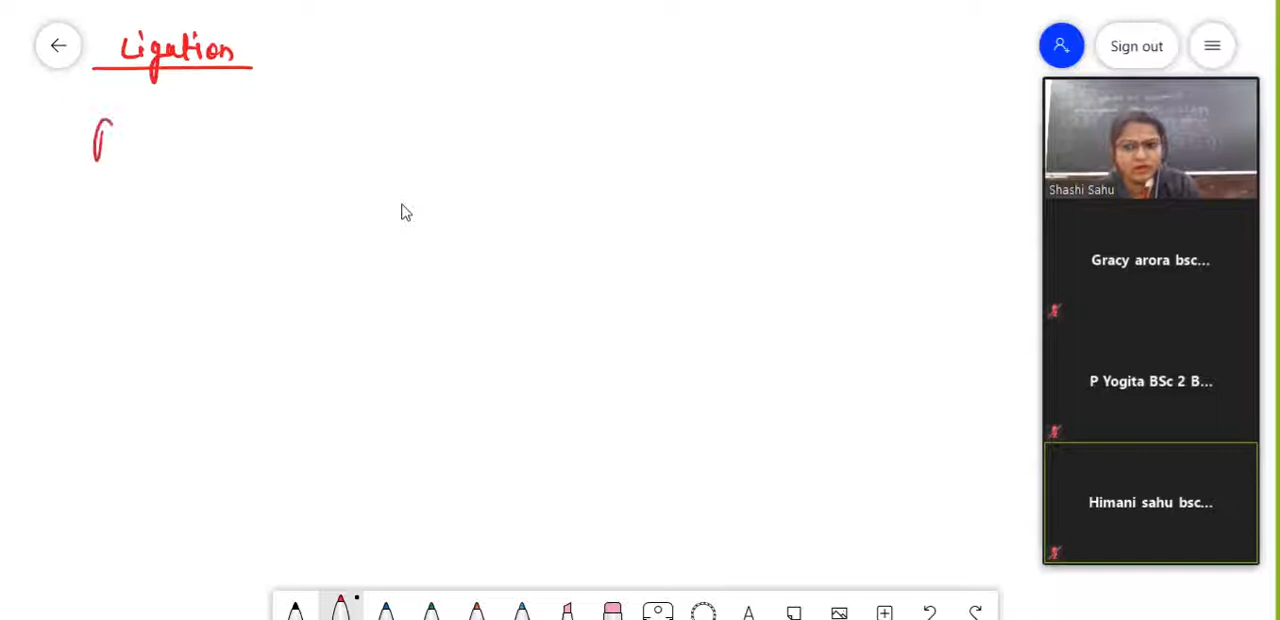 Ligation
Sign out
Shashi Sahu
Gracy arora bsc...
P Yogita BSc 2 B...
Himani sahu bsc...
A